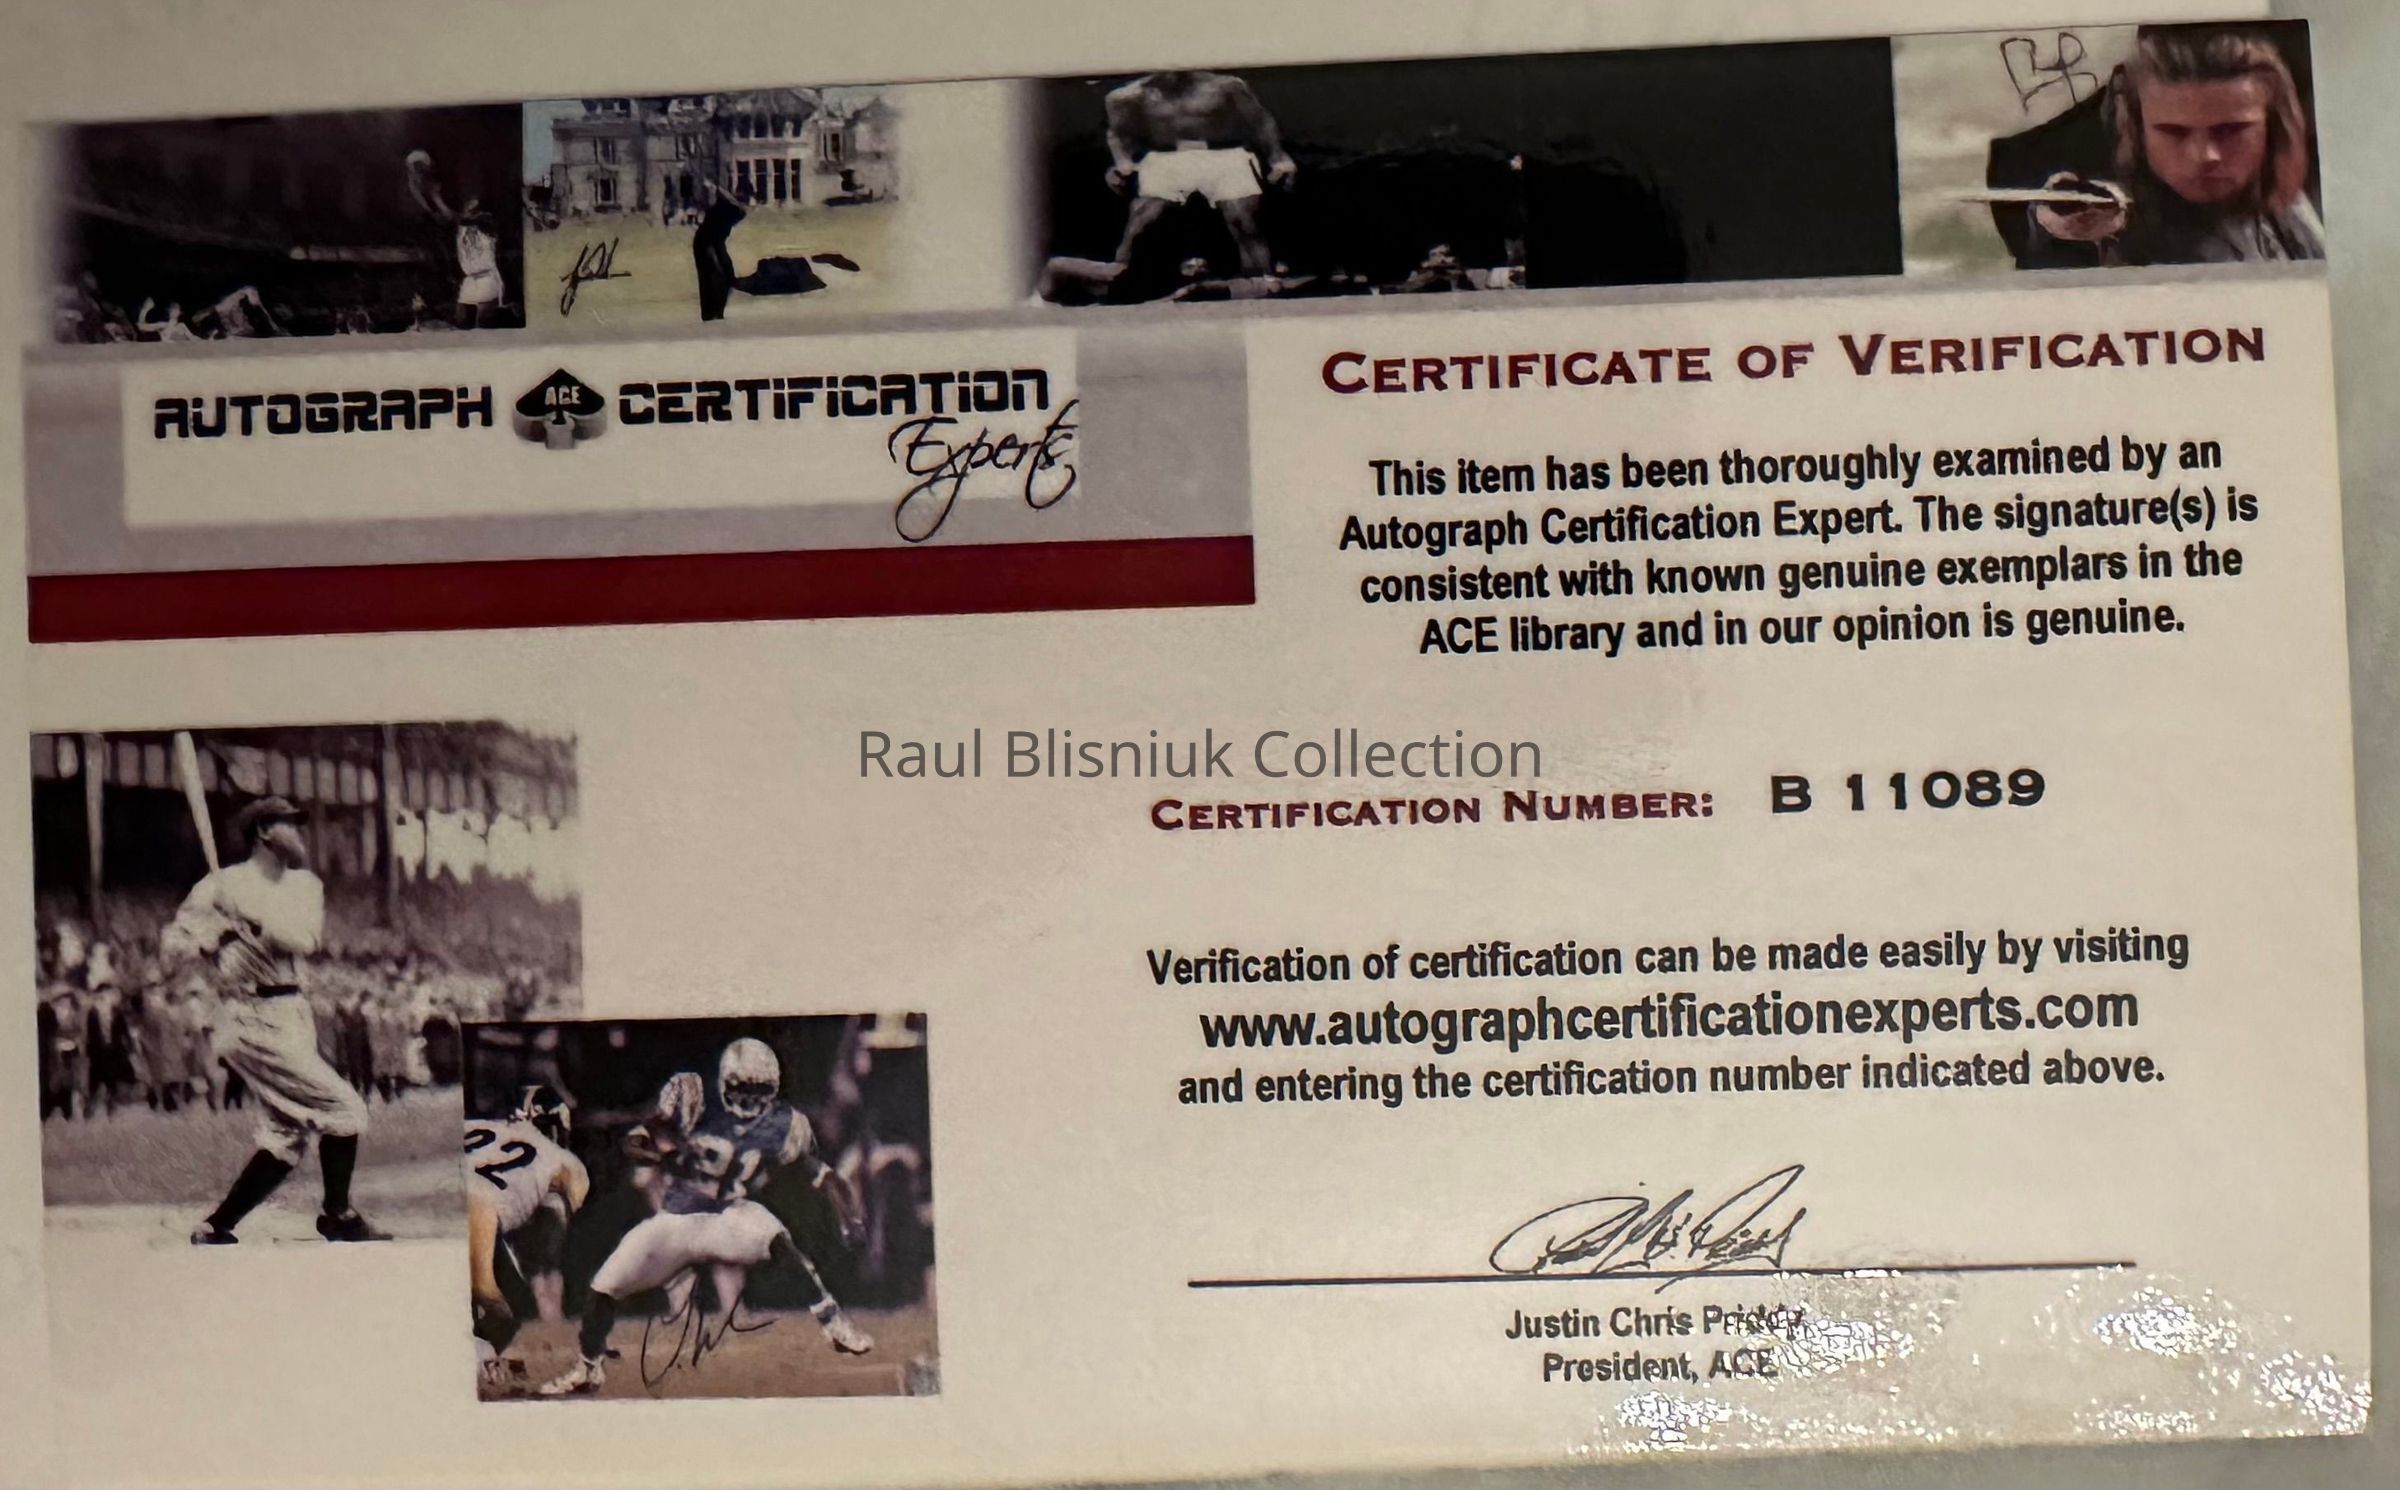 AUTOGRAPH ACE CERTIFICATION
Experts
CERTIFICATE OF VERIFICATION
This item has been thoroughly examined by an
Autograph Certification Expert. The signature(s) is
consistent with known genuine exemplars in the
ACE library and in our opinion is genuine.
Raul Blisniuk Collection
CERTIFICATION NUMBER: B 11089
Verification of certification can be made easily by visiting
www.autographcertificationexperts.com
and entering the certification number indicated above.
22
Justin Chris
President, ACE